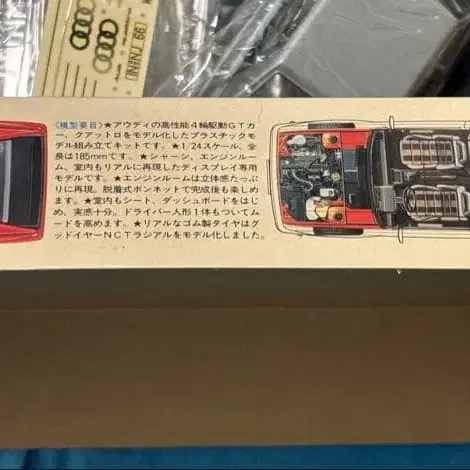 (模型要目)★アウディの高性能4輪駆動GTカ
ー、クアットロをモデル化したプラスチックモ
デル組み立てキットです。★1/24スケール、全
長は185mmです。★シャーシ、エンジンルー
ム、室内もリアルに再現したディスプレイ専用
モデルです。★エンジンルームは立体感たっぷ
りに再現。脱着式ボンネットで完成後も楽しめ
ます。★室内もシート、ダッシュボードをはじ
め、実感十分。ドライバー人形1体もついてム
ードを高めます。★リアルなゴム製タイヤはグ
ッドイヤーNCTラジアルをモデル化しました。